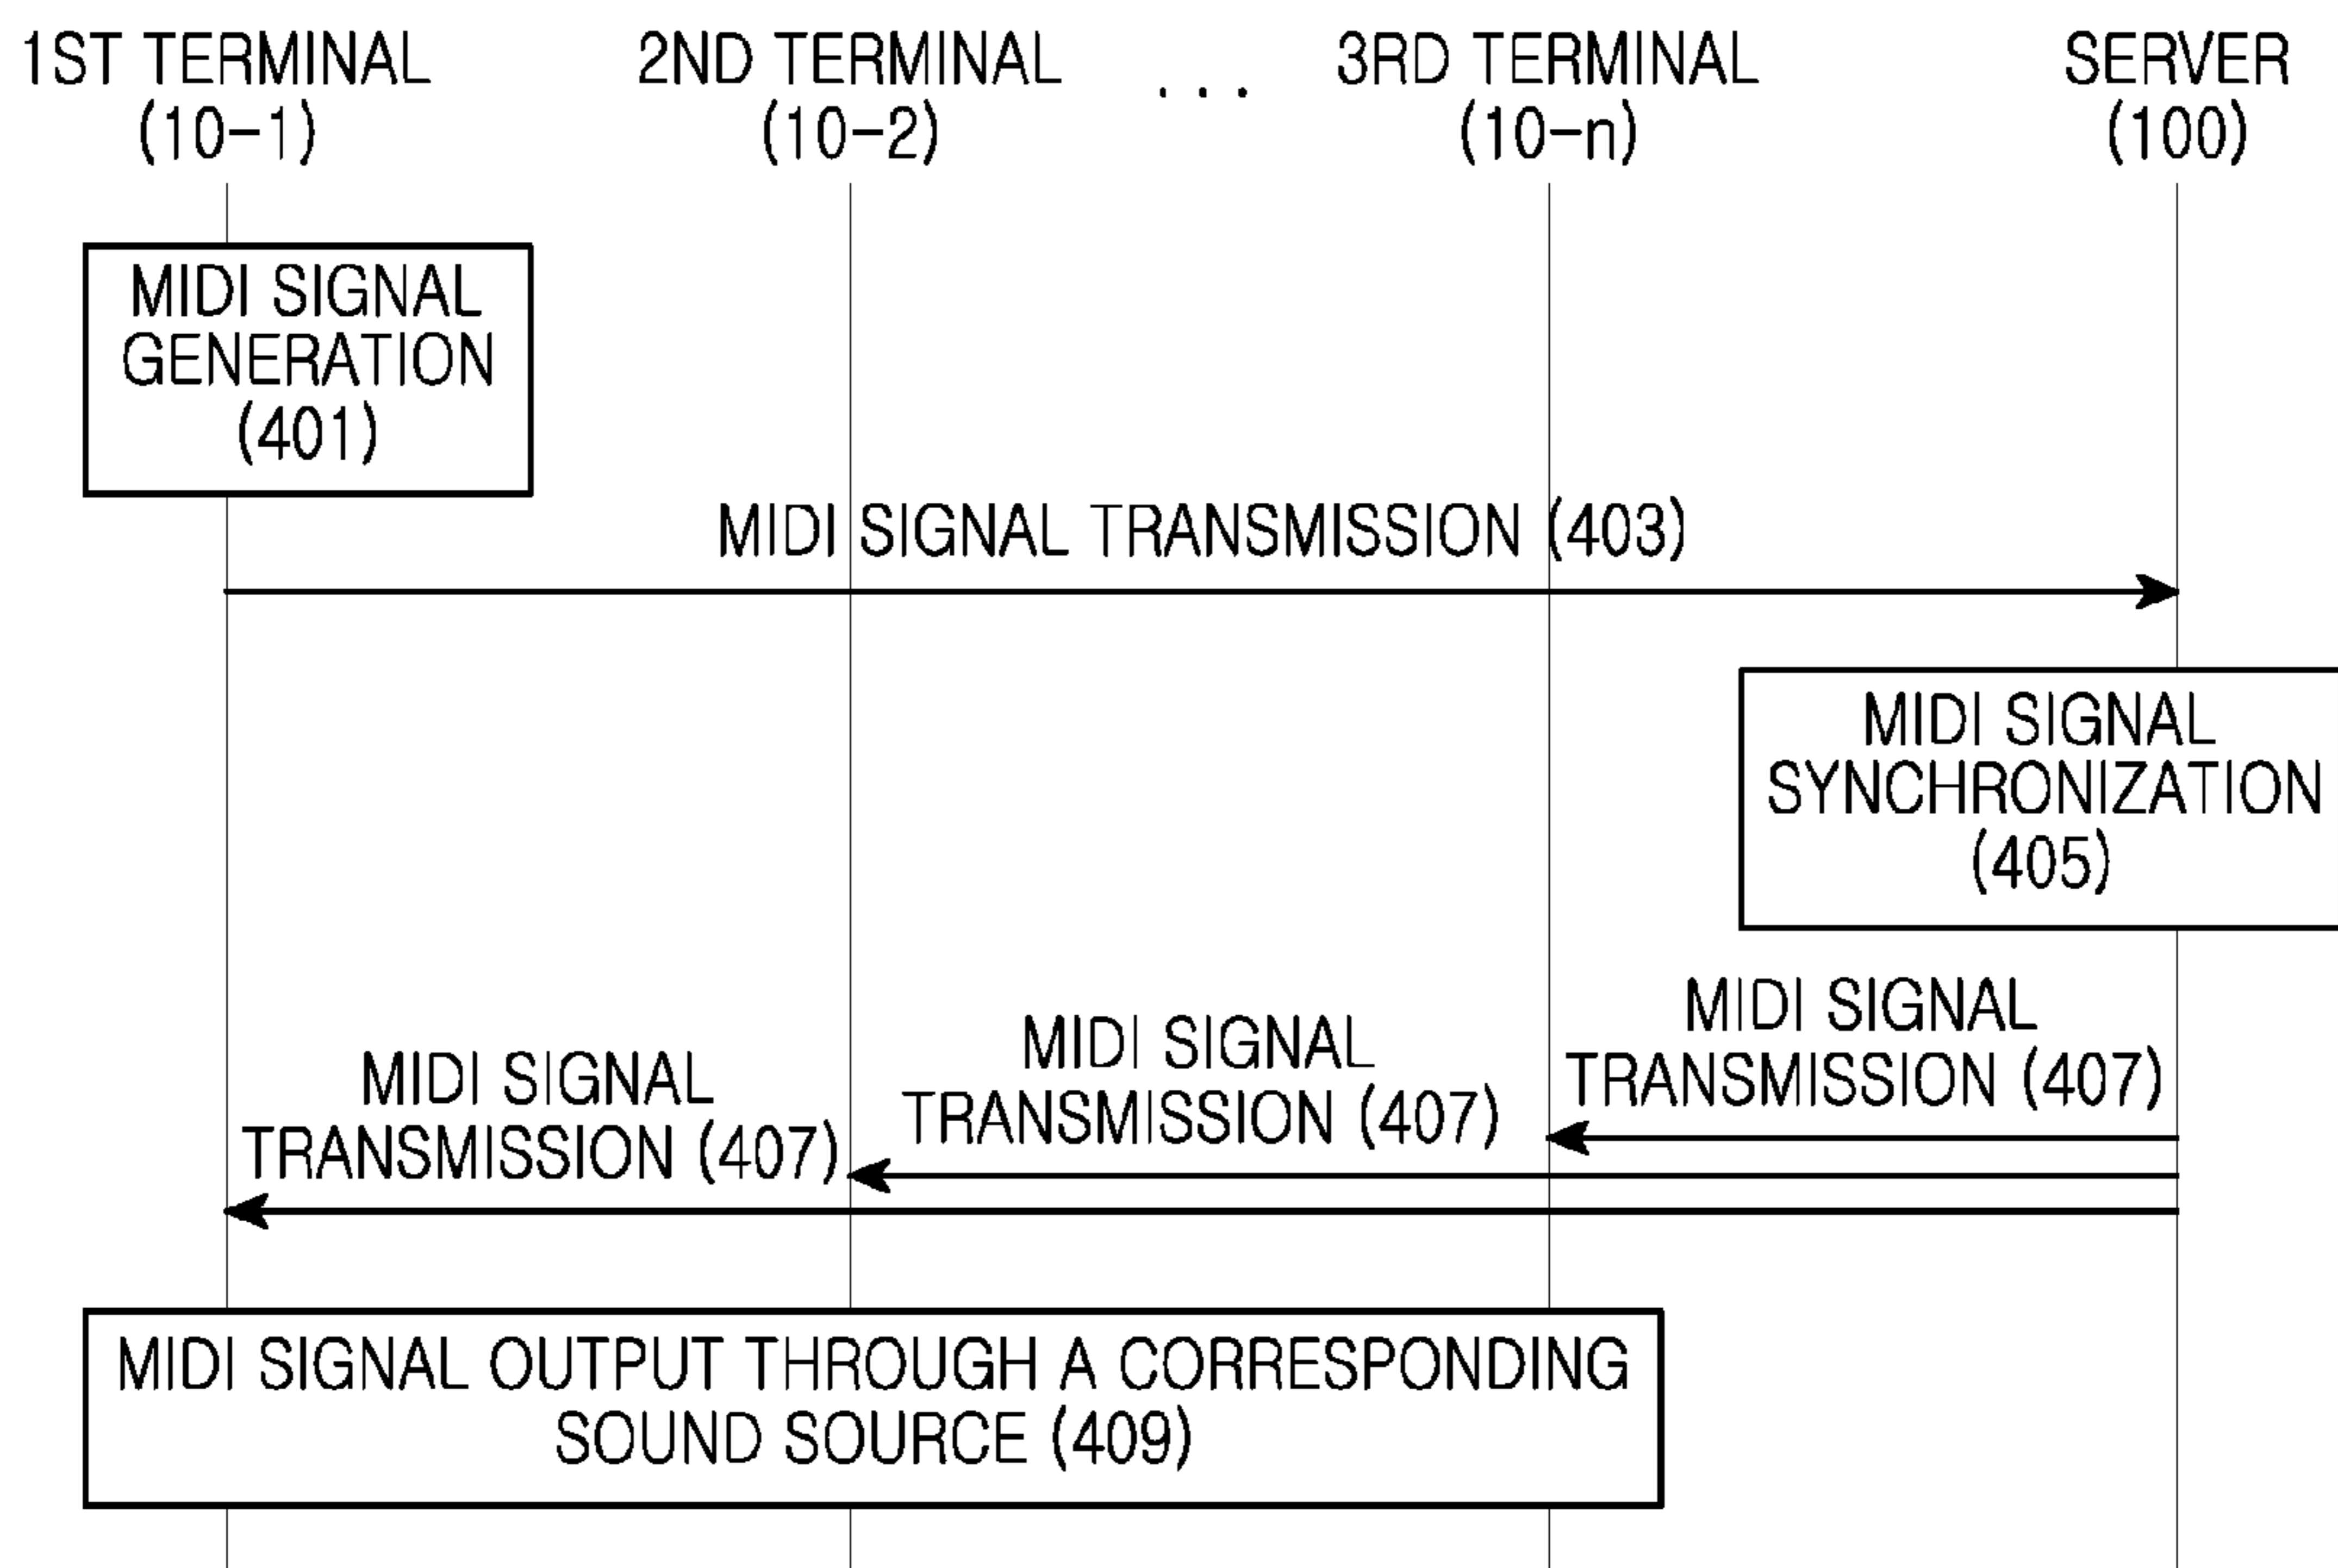 1ST TERMINAL
(10-1)
2ND TERMINAL
(10-2)
...
3RD TERMINAL
(10-n)
SERVER
(100)
MIDI SIGNAL
GENERATION
(401)
MIDI SIGNAL TRANSMISSION (403)
MIDI SIGNAL
SYNCHRONIZATION
(405)
MIDI SIGNAL
TRANSMISSION (407)
MIDI SIGNAL
TRANSMISSION (407)
MIDI SIGNAL
TRANSMISSION (407)
MIDI SIGNAL OUTPUT THROUGH A CORRESPONDING
SOUND SOURCE (409)